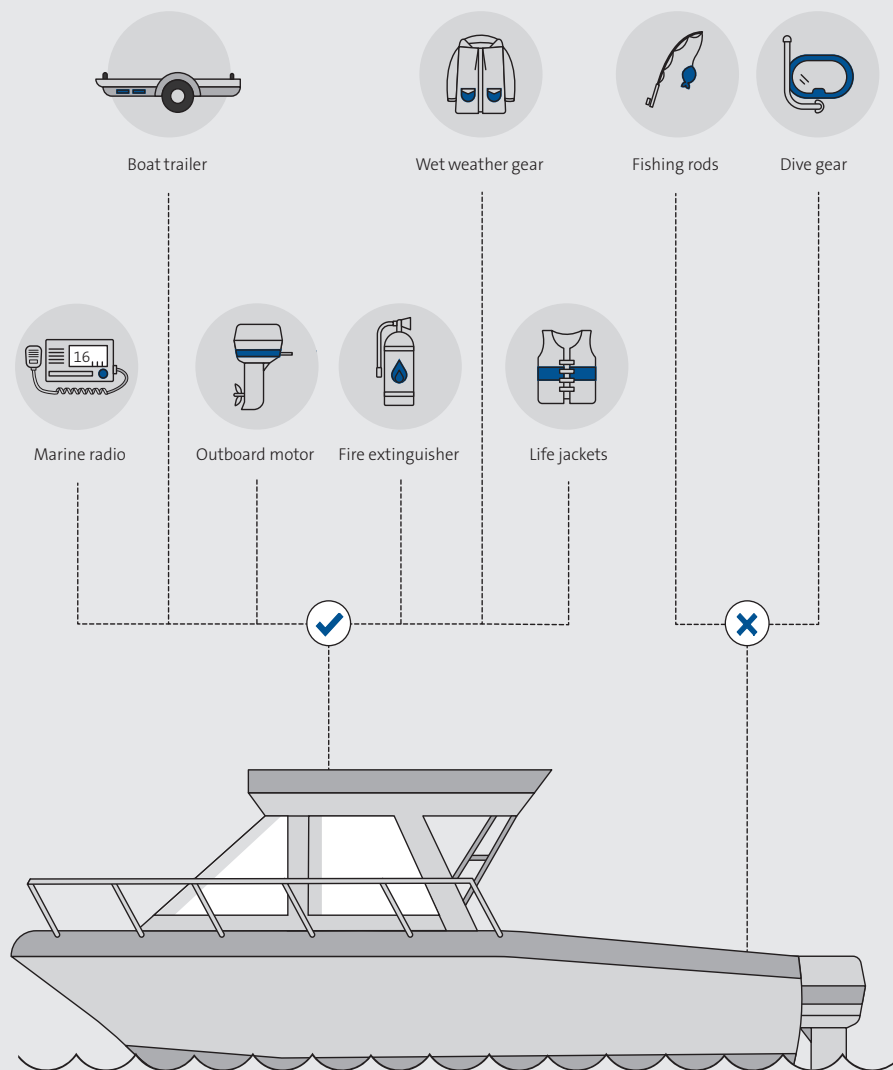 Boat trailer
Wet weather gear
Fishing rods
Dive gear
16
Marine radio
Outboard motor
Fire extinguisher
Life jackets